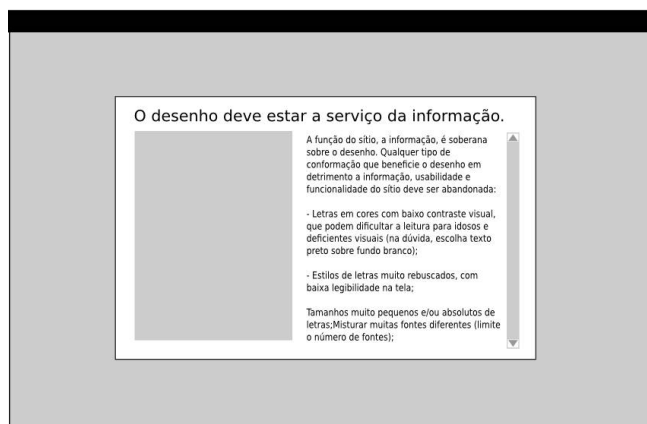 O desenho deve estar a serviço da informação.
A função do sítio, a informação, é soberana
sobre o desenho. Qualquer tipo de
conformação que beneficie o desenho em
detrimento a informação, usabilidade e
funcionalidade do sítio deve ser abandonada:
- Letras em cores com baixo contraste visual,
que podem dificultar a leitura para idosos e
deficientes visuais (na dúvida, escolha texto
preto sobre fundo branco);
- Estilos de letras muito rebuscados, com
baixa legibilidade na tela;
Tamanhos muito pequenos e/ou absolutos de
letras;Misturar muitas fontes diferentes (limite
o número de fontes);